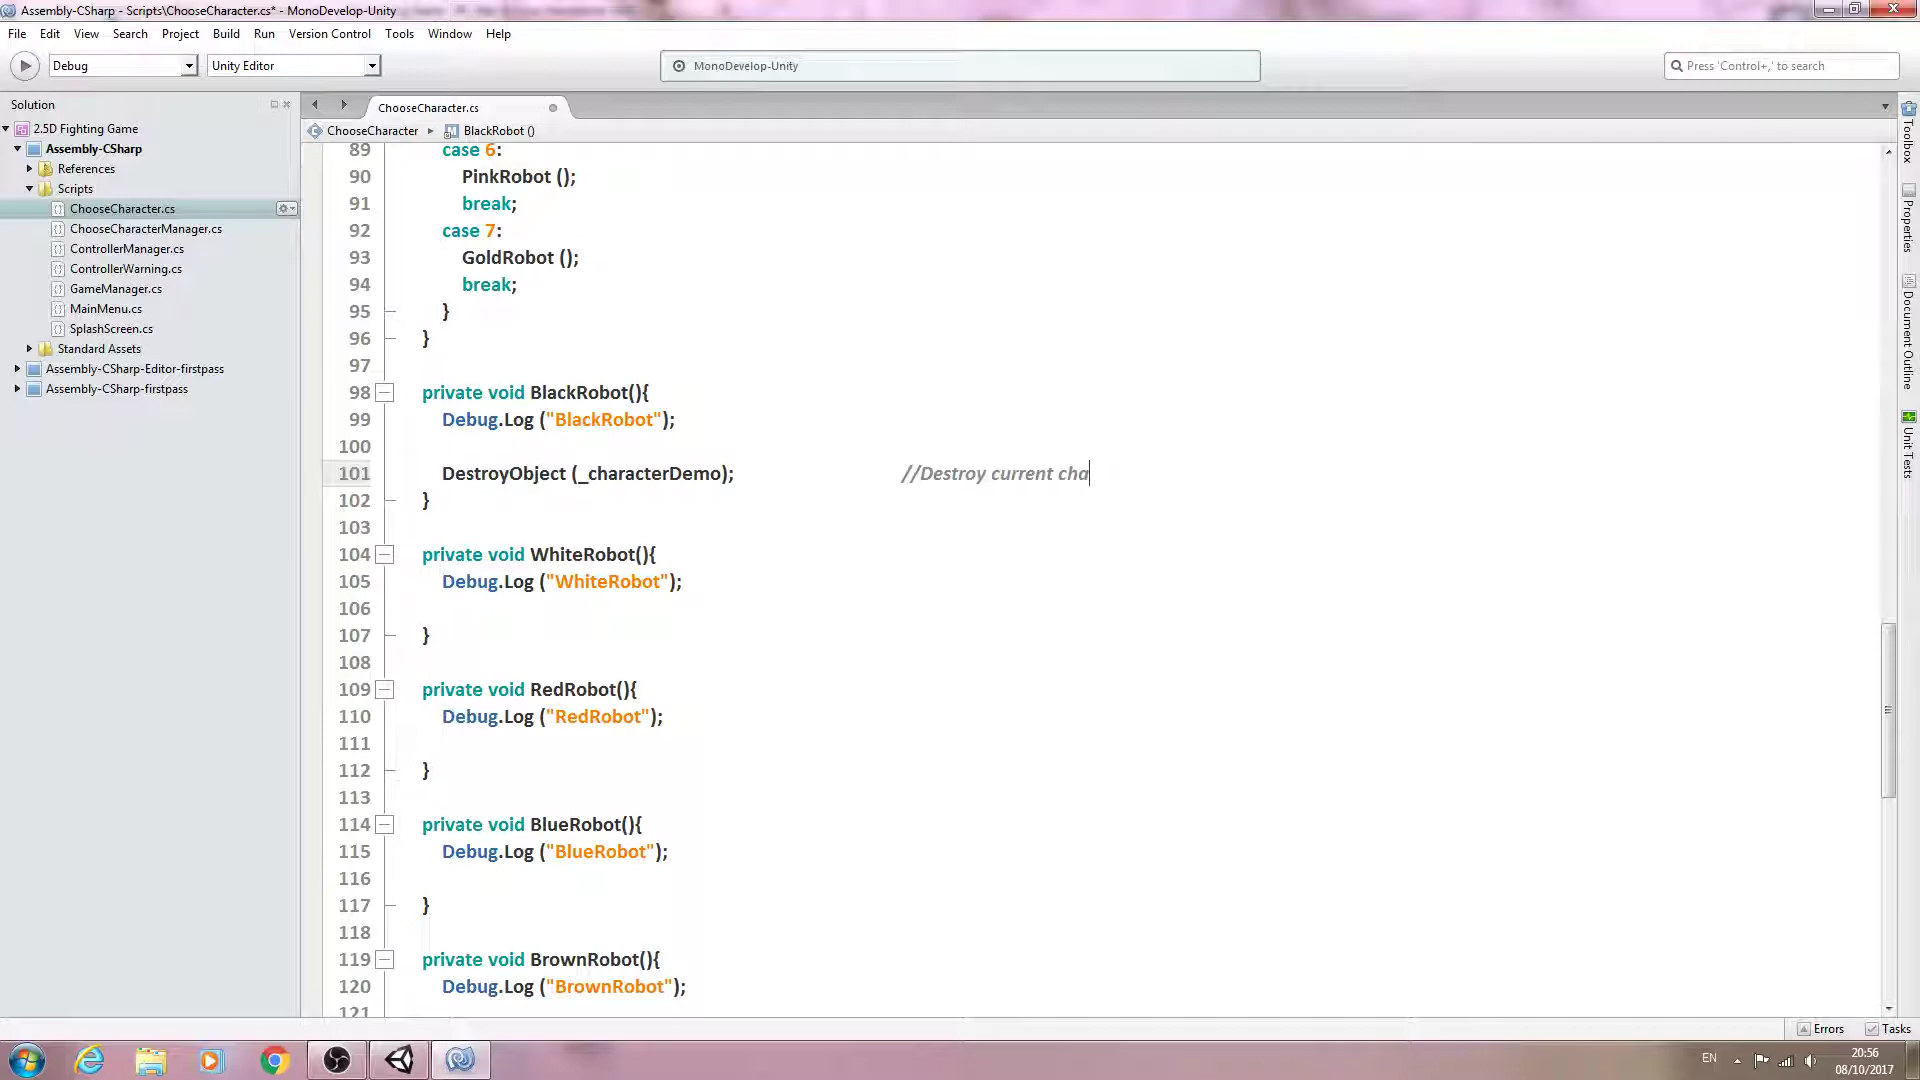 Assembly-CSharp - Scripts\ChooseCharacter.cs* - MonoDevelop-Unity
File Edit View Search Project Build Run Version Control Tools Window Help
Debug Unity Editor MonoDevelop-Unity Press 'Control+,' to search
Solution
2.5D Fighting Game
Assembly-CSharp
References
Scripts
ChooseCharacter.cs
ChooseCharacterManager.cs
ControllerManager.cs
ControllerWarning.cs
GameManager.cs
MainMenu.cs
SplashScreen.cs
Standard Assets
Assembly-CSharp-Editor-firstpass
Assembly-CSharp-firstpass
ChooseCharacter.cs
ChooseCharacter BlackRobot ()
89 case 6:
90 PinkRobot ();
91 break;
92 case 7:
93 GoldRobot ();
94 break;
95 }
96 }
97
98 private void BlackRobot(){
99 Debug.Log ("BlackRobot");
100
101 DestroyObject (_characterDemo); //Destroy current cha
102 }
103
104 private void WhiteRobot(){
105 Debug.Log ("WhiteRobot");
106
107 }
108
109 private void RedRobot(){
110 Debug.Log ("RedRobot");
111
112 }
113
114 private void BlueRobot(){
115 Debug.Log ("BlueRobot");
116
117 }
118
119 private void BrownRobot(){
120 Debug.Log ("BrownRobot");
121
Toolbox
Properties
Document Outline
Unit Tests
Errors Tasks
EN
20:56
08/10/2017